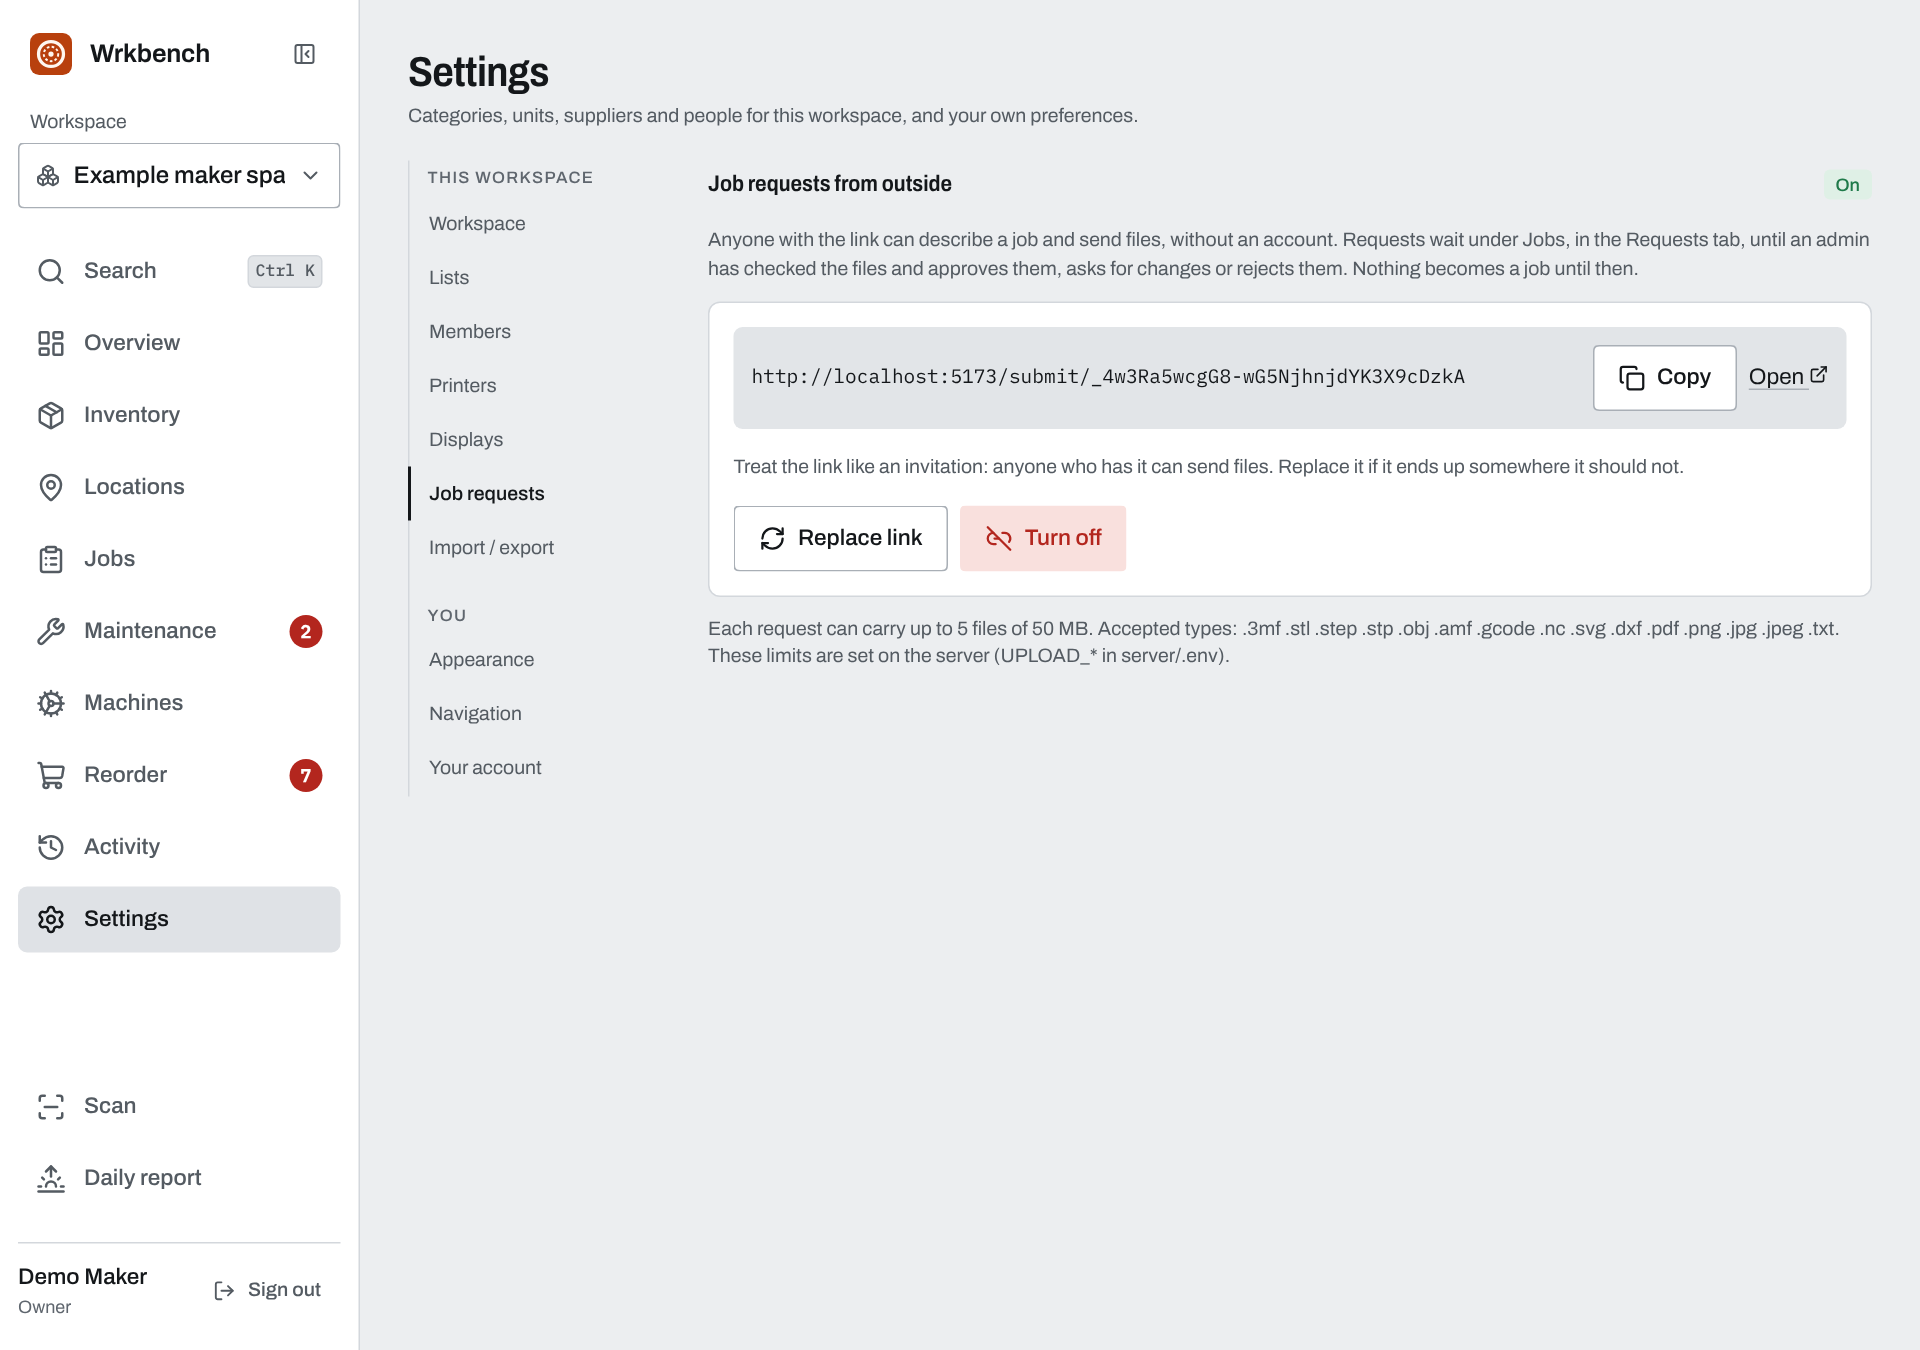 Wrkbench
Workspace
Example maker spa
Search
Ctrl K
Overview
Inventory
Locations
Jobs
Maintenance
2
Machines
Reorder
7
Activity
Settings
Scan
Daily report
Demo Maker
Owner
Sign out
Settings
Categories, units, suppliers and people for this workspace, and your own preferences.
THIS WORKSPACE
Workspace
Lists
Members
Printers
Displays
Job requests
Import / export
YOU
Appearance
Navigation
Your account
Job requests from outside
On
Anyone with the link can describe a job and send files, without an account. Requests wait under Jobs, in the Requests tab, until an admin
has checked the files and approves them, asks for changes or rejects them. Nothing becomes a job until then.
http://localhost:5173/submit/_4w3Ra5wcgG8-wG5NjhnjdYK3X9cDzkA
Copy
Open
Treat the link like an invitation: anyone who has it can send files. Replace it if it ends up somewhere it should not.
Replace link
Turn off
Each request can carry up to 5 files of 50 MB. Accepted types: .3mf .stl .step .stp .obj .amf .gcode .nc .svg .dxf .pdf .png .jpg .jpeg .txt.
These limits are set on the server (UPLOAD_* in server/.env).